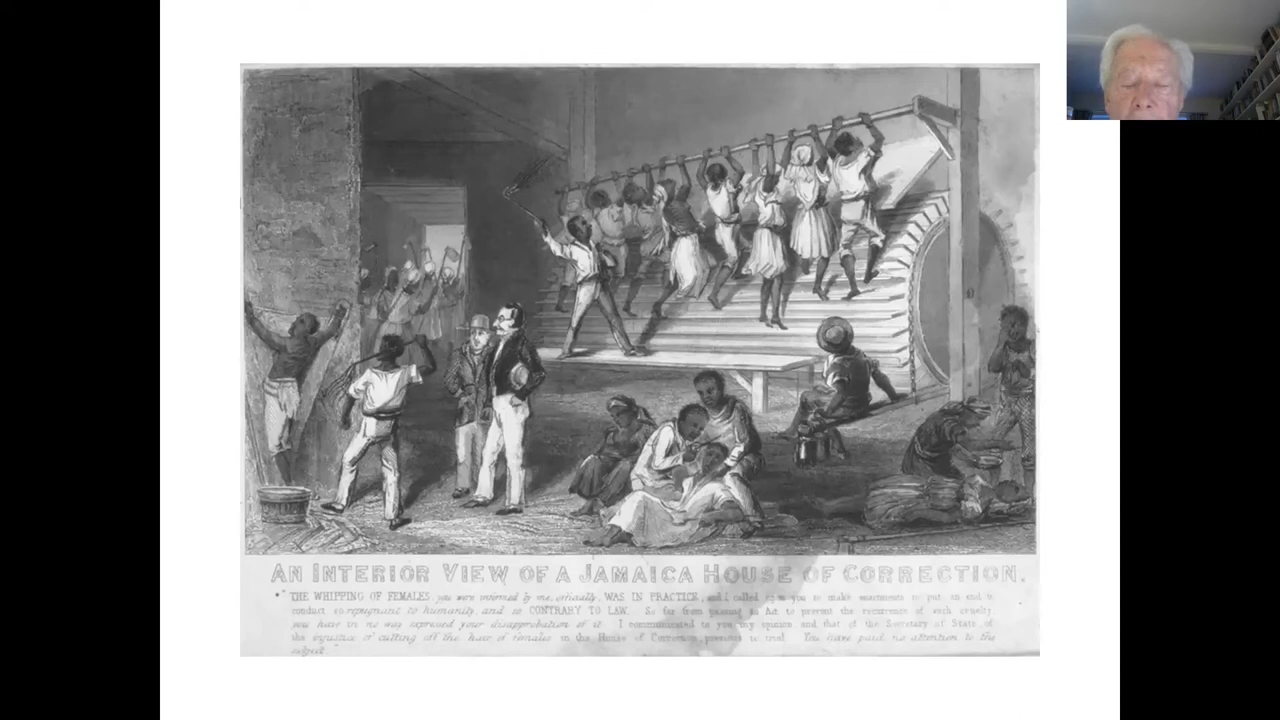 AN INTERIOR VIEW OF A JAMAICA HOUSE OF CORRECTION.
"THE WHIPPING OF FEMALES, you were informed by me, officially, WAS IN PRACTICE, and I called upon you to make enactments to put an end to
conduct so repugnant to humanity, and so CONTRARY TO LAW. So far from passing an Act to prevent the recurrence of such cruelty,
you have in no way expressed your disapprobation of it. I communicated to you my opinion, and that of the Secretary of State, of
the injustice of cutting off the hair of females in the House of Correction, previous to trial. You have paid no attention to the
subject."